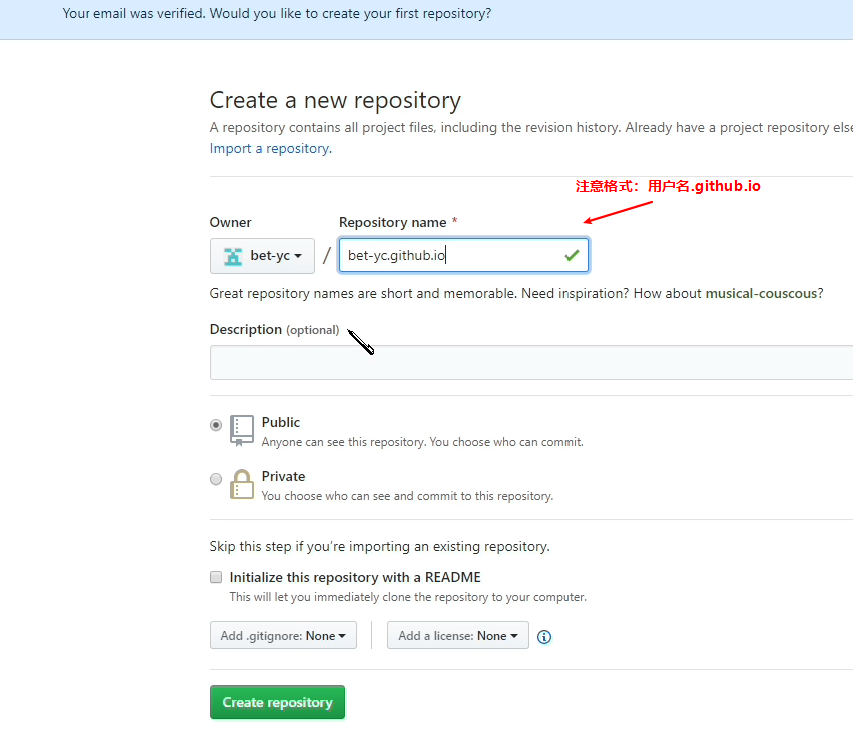 Your email was verified. Would you like to create your first repository?
Create a new repository
A repository contains all project files, including the revision history. Already have a project repository else
Import a repository.
注意格式：用户名.github.io
Owner Repository name *
bet-yc / bet-yc.github.io
Great repository names are short and memorable. Need inspiration? How about musical-couscous?
Description (optional)
Public
Anyone can see this repository. You choose who can commit.
Private
You choose who can see and commit to this repository.
Skip this step if you’re importing an existing repository.
Initialize this repository with a README
This will let you immediately clone the repository to your computer.
Add .gitignore: None Add a license: None
Create repository